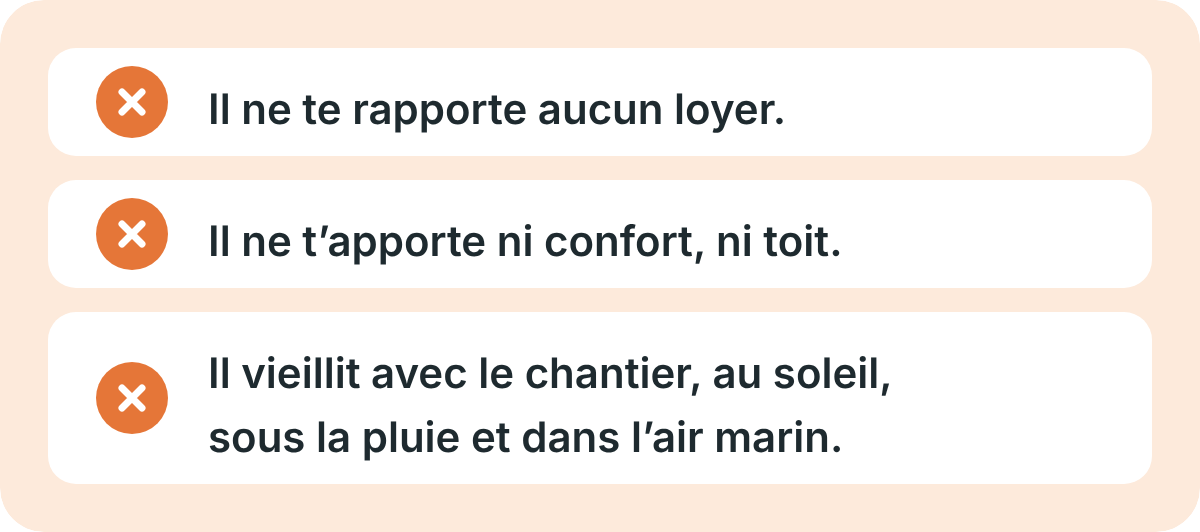 Il ne te rapporte aucun loyer.
Il ne t’apporte ni confort, ni toit.
Il vieillit avec le chantier, au soleil,
sous la pluie et dans l’air marin.